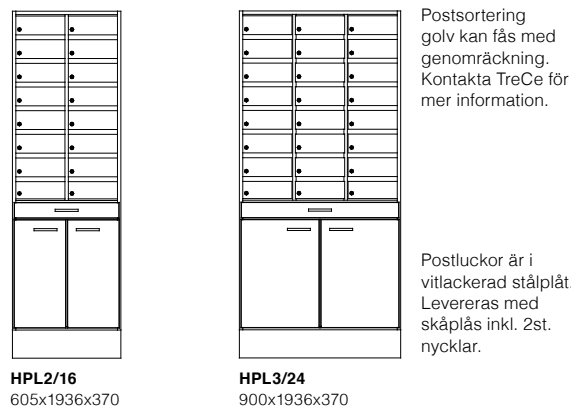 Postsortering
golv kan fås med
genomräckning.
Kontakta TreCe för
mer information.
Postluckor är i
vitlackerad stålplåt.
Levereras med
skåplås inkl. 2st.
nycklar.
HPL2/16
605x1936x370
HPL3/24
900x1936x370